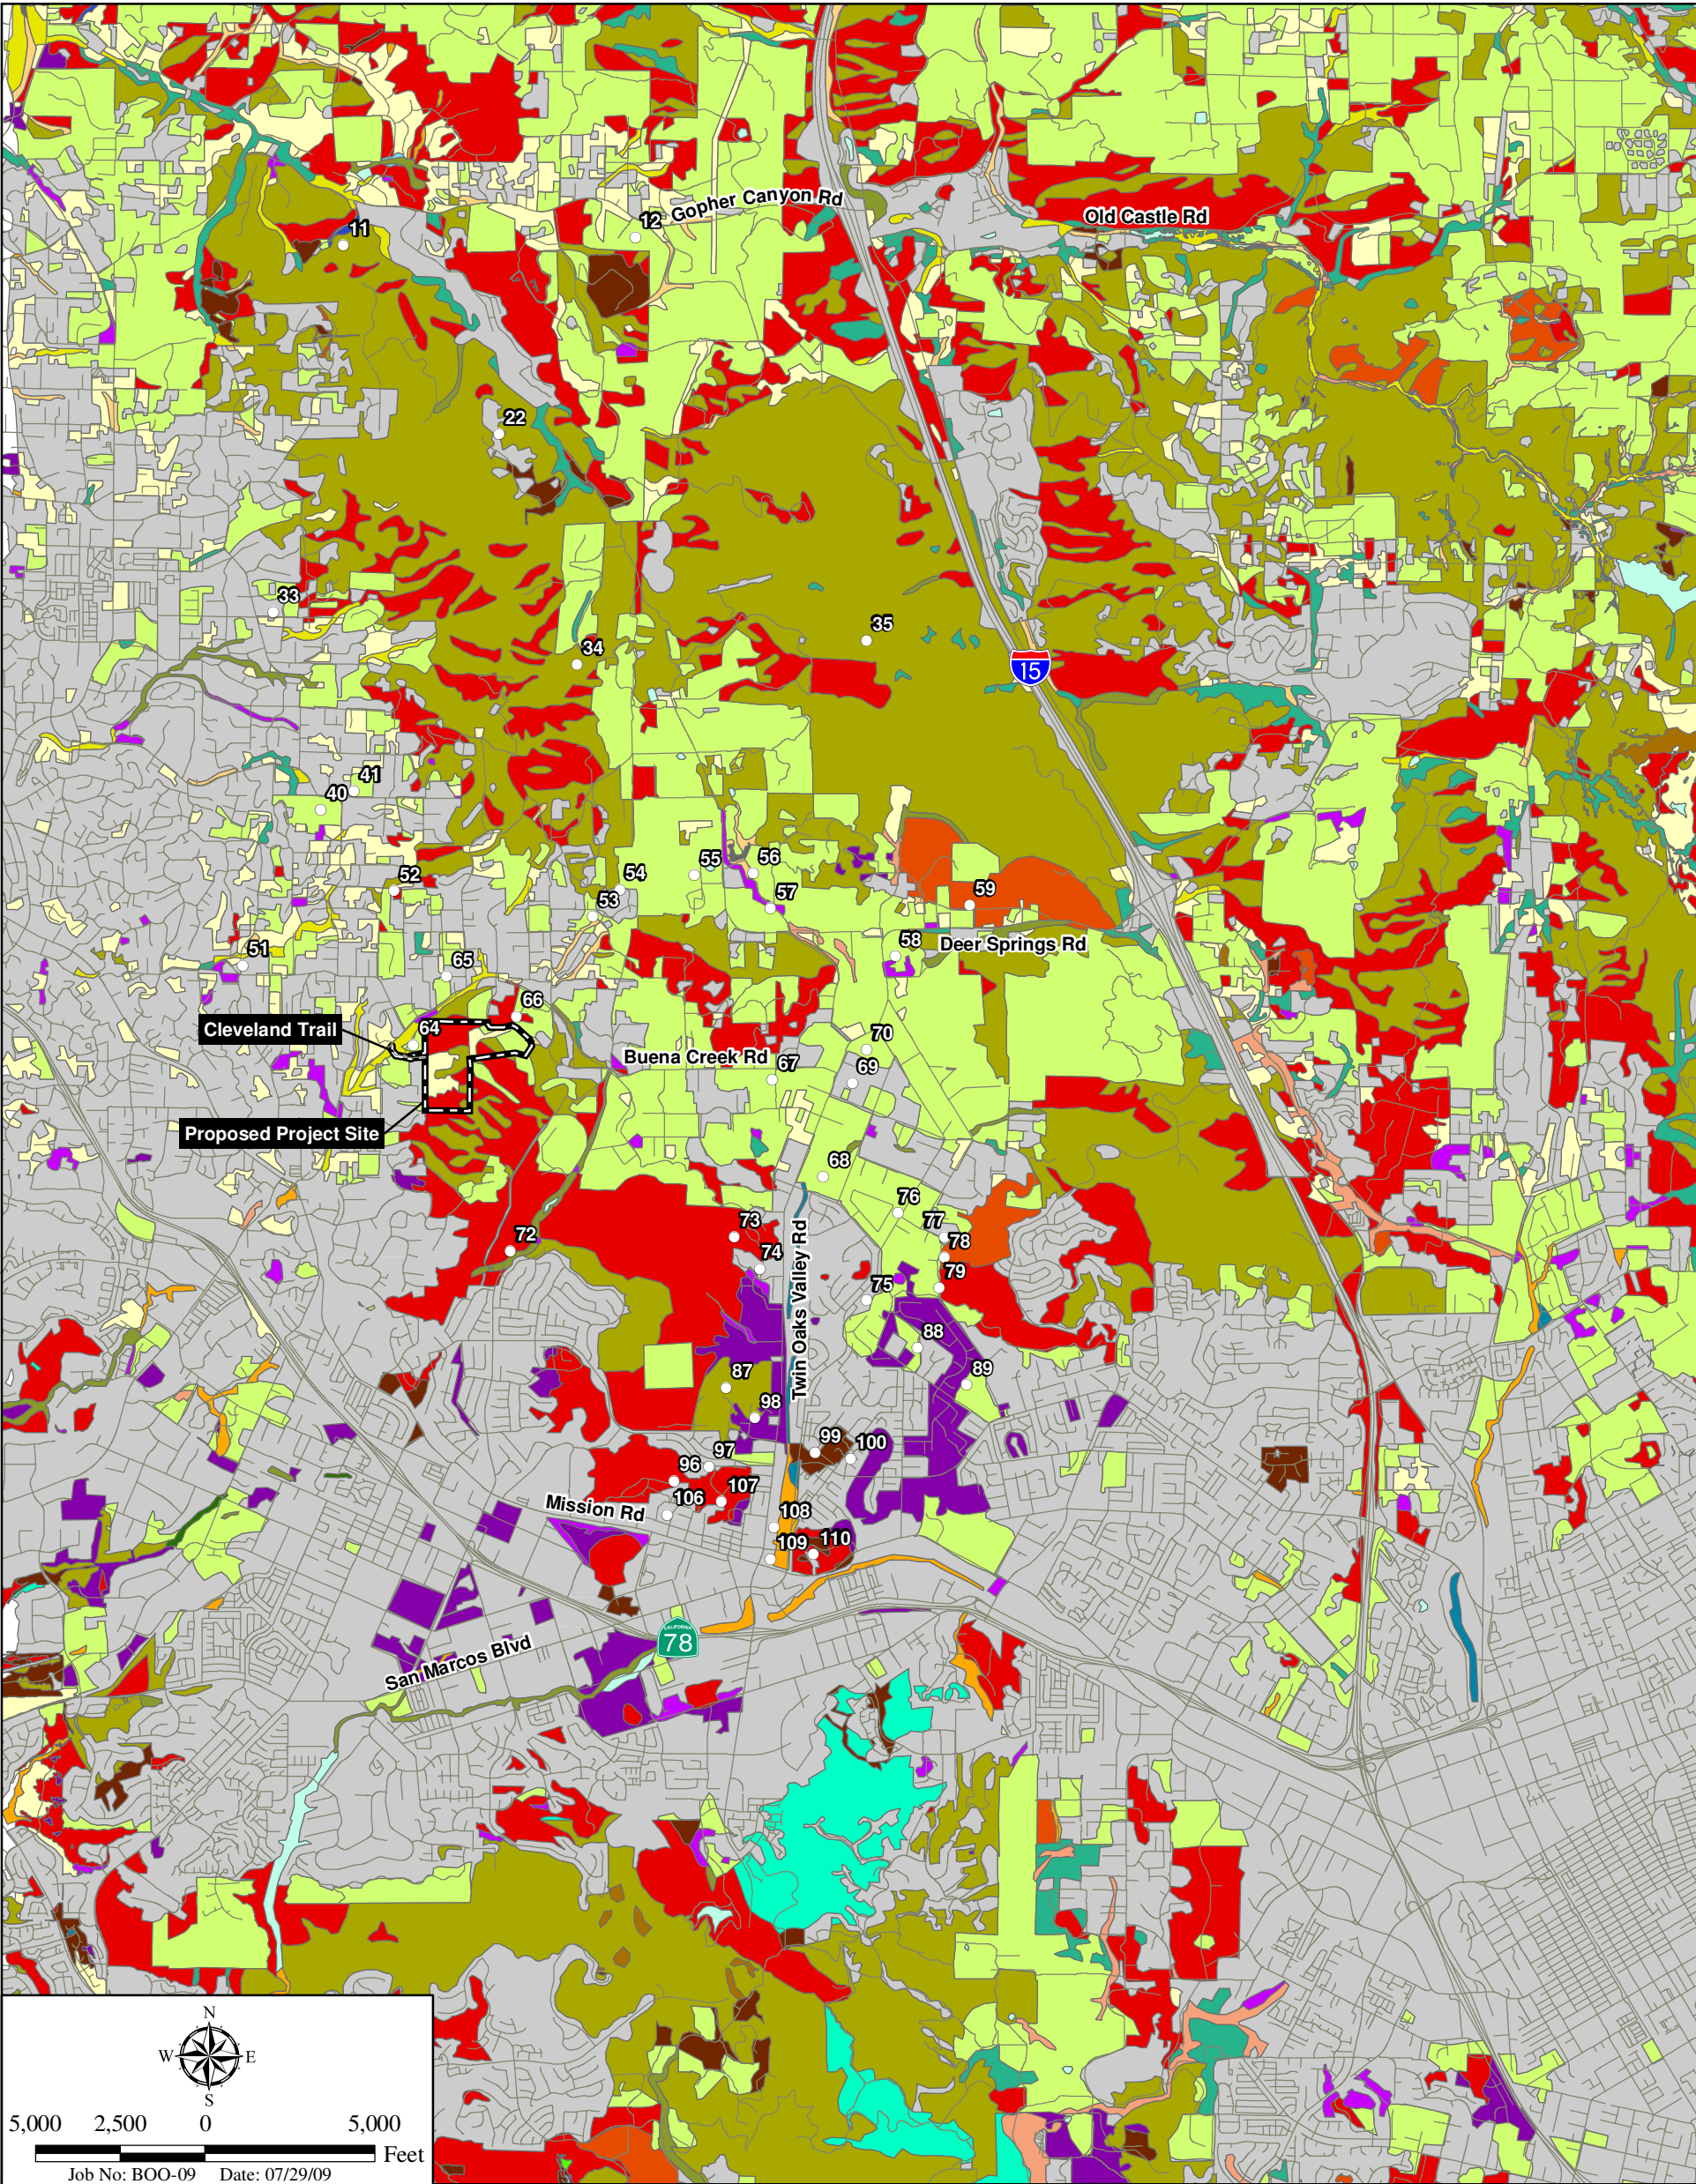 12
Gopher Canyon Rd
Old Castle Rd
11
22
33
35
34
15
41
40
52
54
55
56
57
53
59
58
Deer Springs Rd
51
65
66
Cleveland Trail
64
Buena Creek Rd
67
70
69
Proposed Project Site
68
76
77
78
79
72
73
74
Twin Oaks Valley Rd
75
88
89
87
98
97
99
100
96
106
107
Mission Rd
108
109
110
CALIFORNIA
78
San Marcos Blvd
N
W
E
S
5,000 2,500 0 5,000
Feet
Job No: BOO-09 Date: 07/29/09